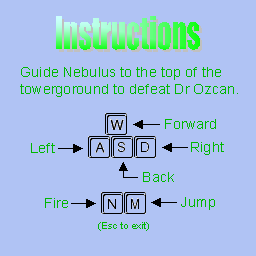 Instructions
Guide Nebulus to the top of the
towergoround to defeat Dr Ozcan.
W Forward
Left A S D Right
Back
Fire N M Jump
(Esc to exit)